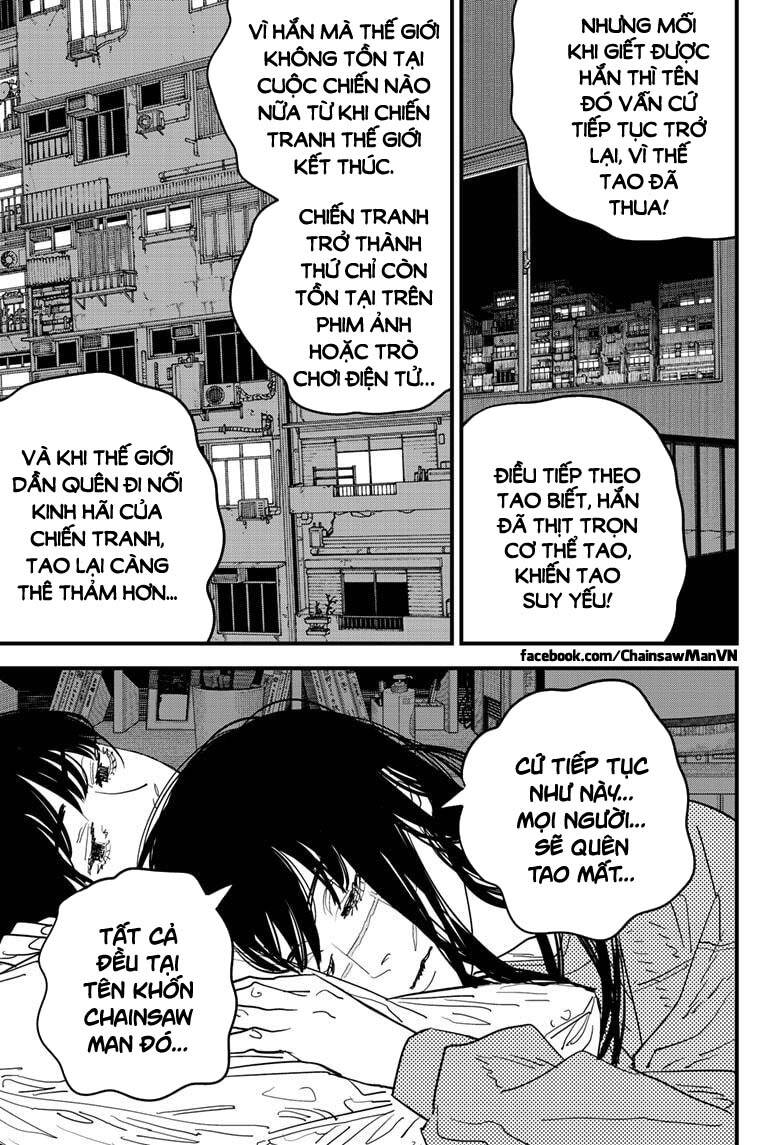 NHƯNG MỖI
KHI GIẾT ĐƯỢC
HẮN THÌ TÊN
ĐÓ VẪN CỨ
TIẾP TỤC TRỞ
LẠI, VÌ THẾ
TAO ĐÃ
THUA!
ĐIỀU TIẾP THEO
TAO BIẾT, HẮN
ĐÃ THỊT TRỌN
CƠ THỂ TAO,
KHIẾN TAO
SUY YẾU!
VÌ HẮN MÀ THẾ GIỚI
KHÔNG TỒN TẠI
CUỘC CHIẾN NÀO
NỮA TỪ KHI CHIẾN
TRANH THẾ GIỚI
KẾT THÚC.
CHIẾN TRANH
TRỞ THÀNH
THỨ CHỈ CÒN
TỒN TẠI TRÊN
PHIM ẢNH
HOẶC TRÒ
CHƠI ĐIỆN TỬ...
VÀ KHI THẾ GIỚI
DẦN QUÊN ĐI NỐI
KINH HÃI CỦA
CHIẾN TRANH,
TAO LẠI CÀNG
THÊ THẢM HƠN...
facebook.com/ChainsawManVN
CỨ TIẾP TỤC
NHƯ NÀY...
MỌI NGƯỜI...
SẼ QUÊN
TAO MẤT...
TẤT CẢ
ĐỀU TẠI
TÊN KHỐN
CHAINSAW
MAN ĐÓ...